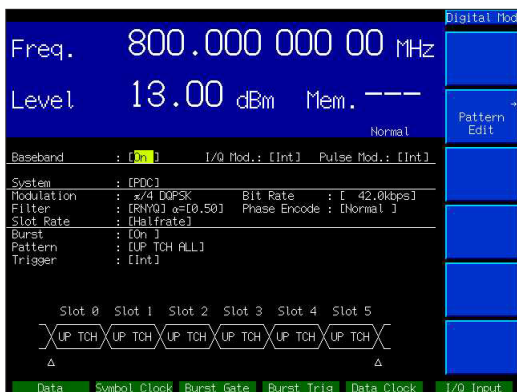 Digital Mod
Freq. 800.000 000 00 MHz
Level 13.00 dBm Mem.---
Normal
Pattern Edit →
Baseband : [On ] I/Q Mod.: [Int] Pulse Mod.: [Int]
System : [PDC]
Modulation : π/4 DQPSK Bit Rate : [ 42.0kbps]
Filter : [RNYQ] α=[0.50] Phase Encode : [Normal ]
Slot Rate : [Halfrate]
Burst : [On ]
Pattern : [UP TCH ALL]
Trigger : [Int]
Slot 0 Slot 1 Slot 2 Slot 3 Slot 4 Slot 5
UP TCH UP TCH UP TCH UP TCH UP TCH UP TCH
Data Symbol Clock Burst Gate Burst Trig Data Clock I/Q Input